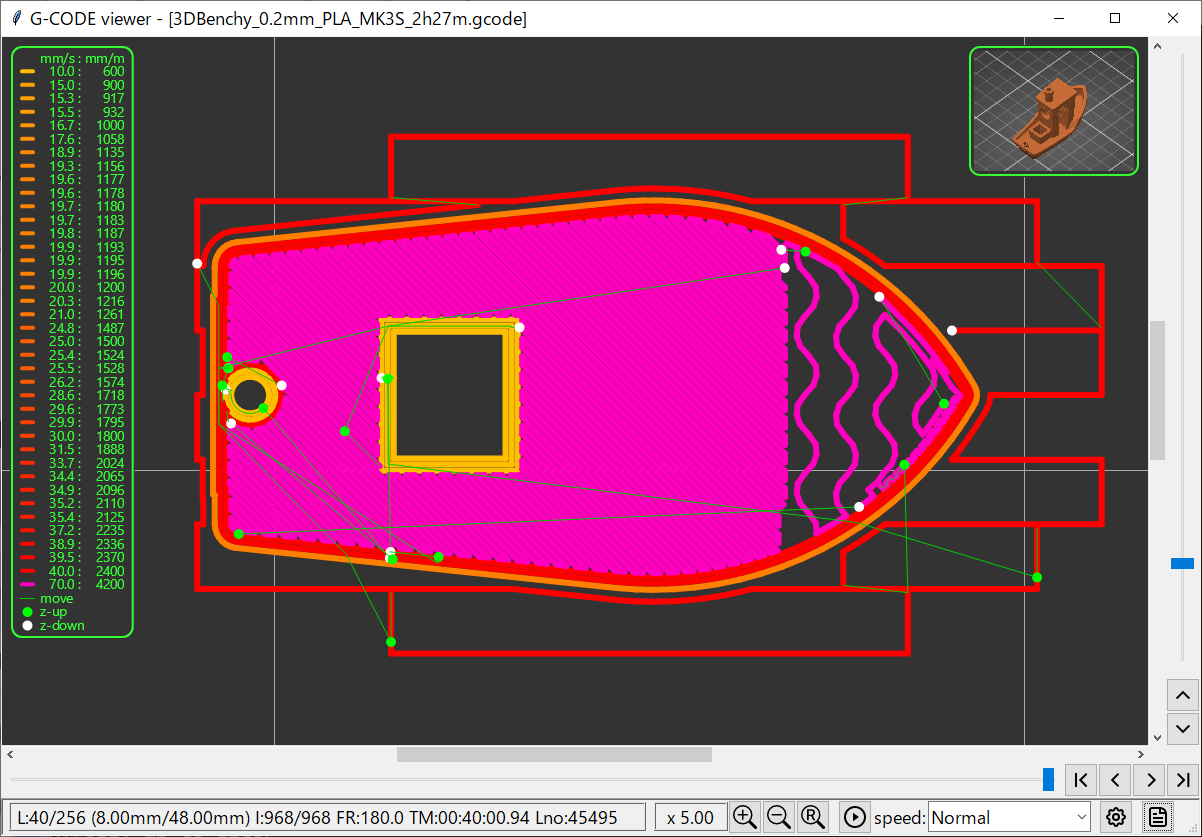 G-CODE viewer - [3DBenchy_0.2mm_PLA_MK3S_2h27m.gcode]
mm/s : mm/m
10.0 : 600
15.0 : 900
15.3 : 917
15.5 : 932
16.7 : 1000
17.6 : 1058
18.9 : 1135
19.3 : 1156
19.6 : 1177
19.6 : 1178
19.7 : 1180
19.7 : 1183
19.8 : 1187
19.9 : 1193
19.9 : 1195
19.9 : 1196
20.0 : 1200
20.3 : 1216
21.0 : 1261
24.8 : 1487
25.0 : 1500
25.4 : 1524
25.5 : 1528
26.2 : 1574
28.6 : 1718
29.6 : 1773
29.9 : 1795
30.0 : 1800
31.5 : 1888
33.7 : 2024
34.4 : 2065
34.9 : 2096
35.2 : 2110
35.4 : 2125
37.2 : 2235
38.9 : 2336
39.5 : 2370
40.0 : 2400
70.0 : 4200
move
z-up
z-down
L:40/256 (8.00mm/48.00mm) I:968/968 FR:180.0 TM:00:40:00.94 Lno:45495
x 5.00
R
speed: Normal